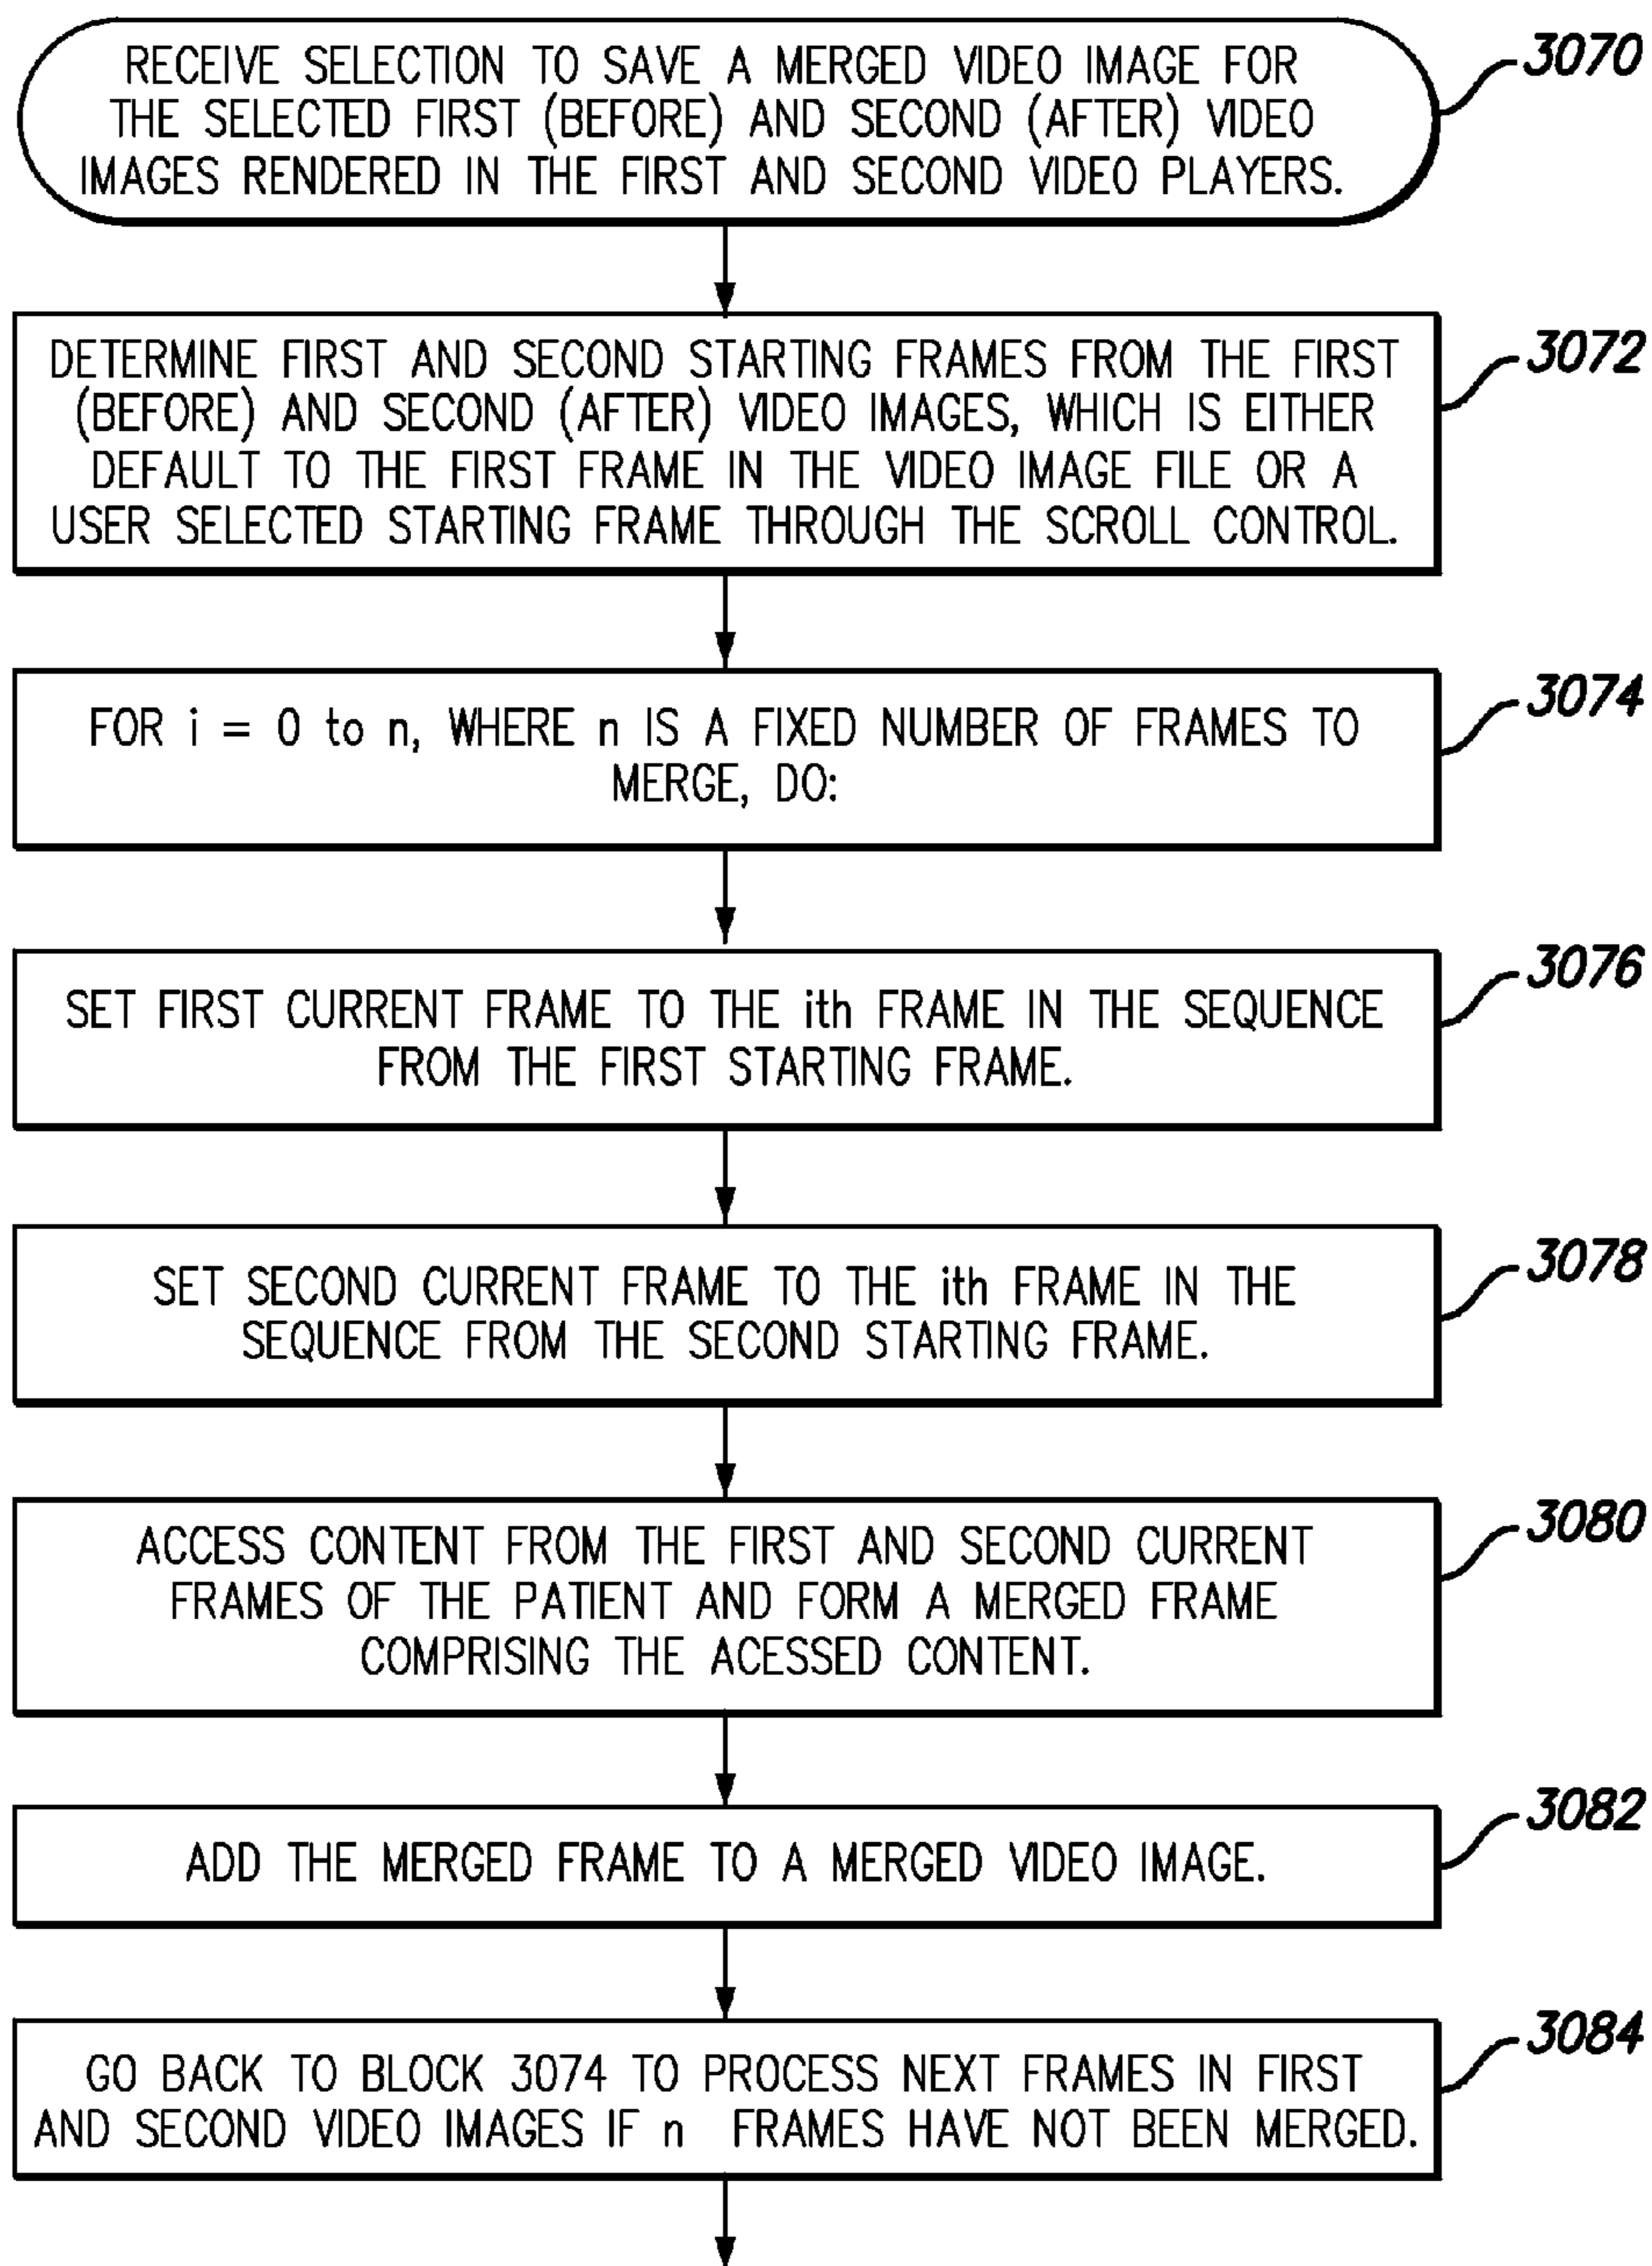 RECEIVE SELECTION TO SAVE A MERGED VIDEO IMAGE FOR
THE SELECTED FIRST (BEFORE) AND SECOND (AFTER) VIDEO
IMAGES RENDERED IN THE FIRST AND SECOND VIDEO PLAYERS.
3070
DETERMINE FIRST AND SECOND STARTING FRAMES FROM THE FIRST
(BEFORE) AND SECOND (AFTER) VIDEO IMAGES, WHICH IS EITHER
DEFAULT TO THE FIRST FRAME IN THE VIDEO IMAGE FILE OR A
USER SELECTED STARTING FRAME THROUGH THE SCROLL CONTROL.
3072
FOR i = 0 to n, WHERE n IS A FIXED NUMBER OF FRAMES TO
MERGE, DO:
3074
SET FIRST CURRENT FRAME TO THE ith FRAME IN THE SEQUENCE
FROM THE FIRST STARTING FRAME.
3076
SET SECOND CURRENT FRAME TO THE ith FRAME IN THE
SEQUENCE FROM THE SECOND STARTING FRAME.
3078
ACCESS CONTENT FROM THE FIRST AND SECOND CURRENT
FRAMES OF THE PATIENT AND FORM A MERGED FRAME
COMPRISING THE ACESSED CONTENT.
3080
ADD THE MERGED FRAME TO A MERGED VIDEO IMAGE.
3082
GO BACK TO BLOCK 3074 TO PROCESS NEXT FRAMES IN FIRST
AND SECOND VIDEO IMAGES IF n FRAMES HAVE NOT BEEN MERGED.
3084